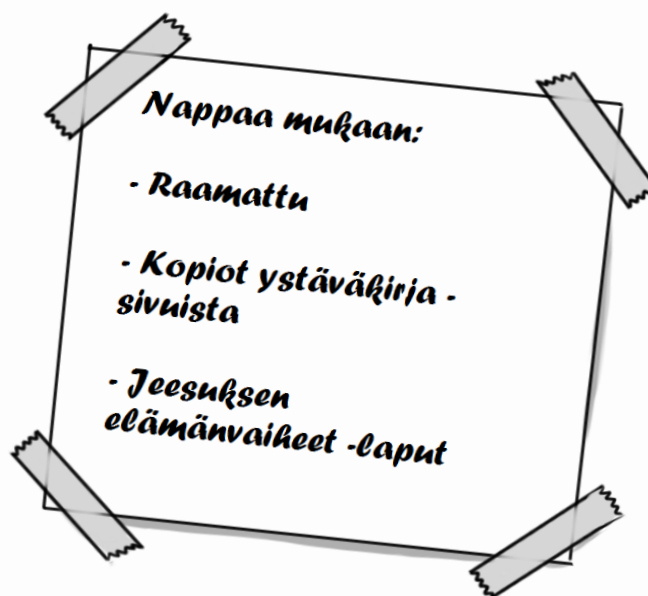 Nappaa mukaan:
- Raamattu
- Kopiot ystäväkirja -
sivuista
- Jeesuksen
elämänvaiheet -laput